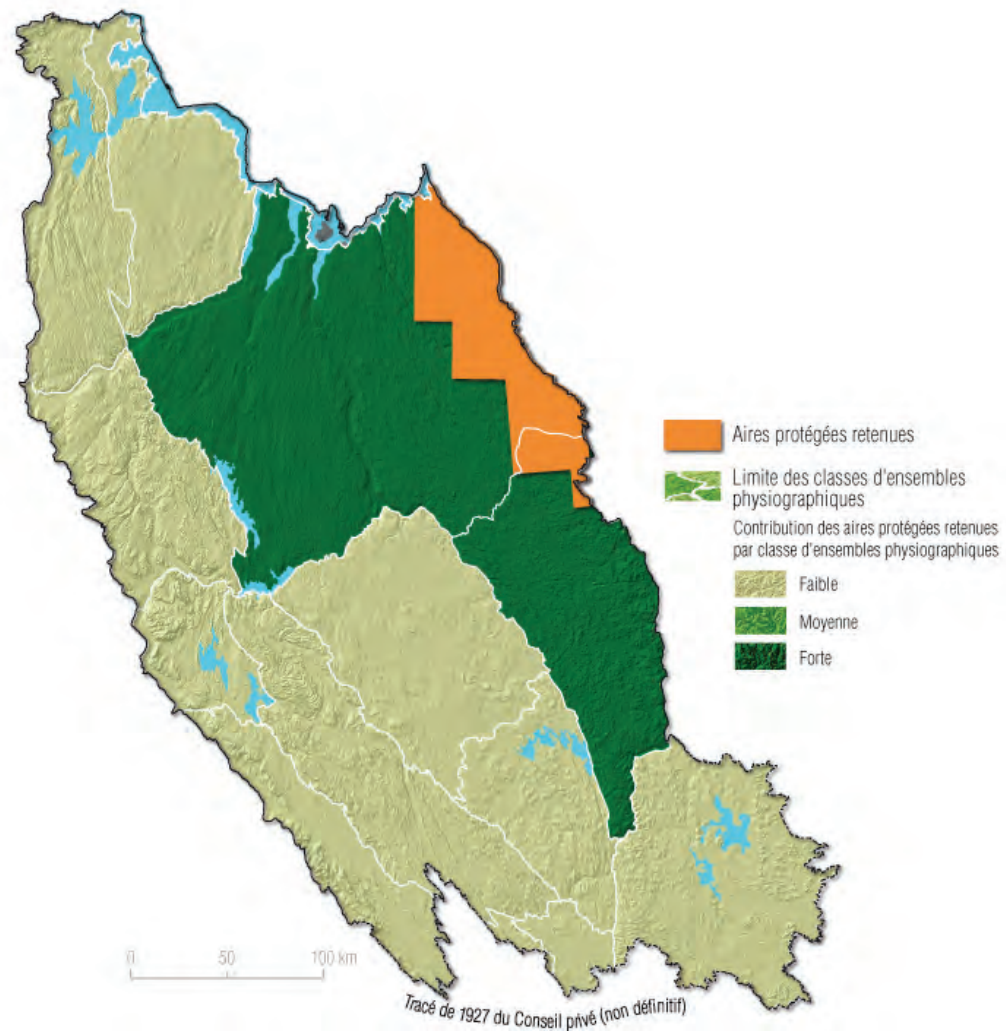 Aires protégées retenues
Limite des classes d'ensembles
physiographiques
Contribution des aires protégées retenues
par classe d'ensembles physiographiques
Faible
Moyenne
Forte
0 50 100 km
Tracé de 1927 du Conseil privé (non définitif)